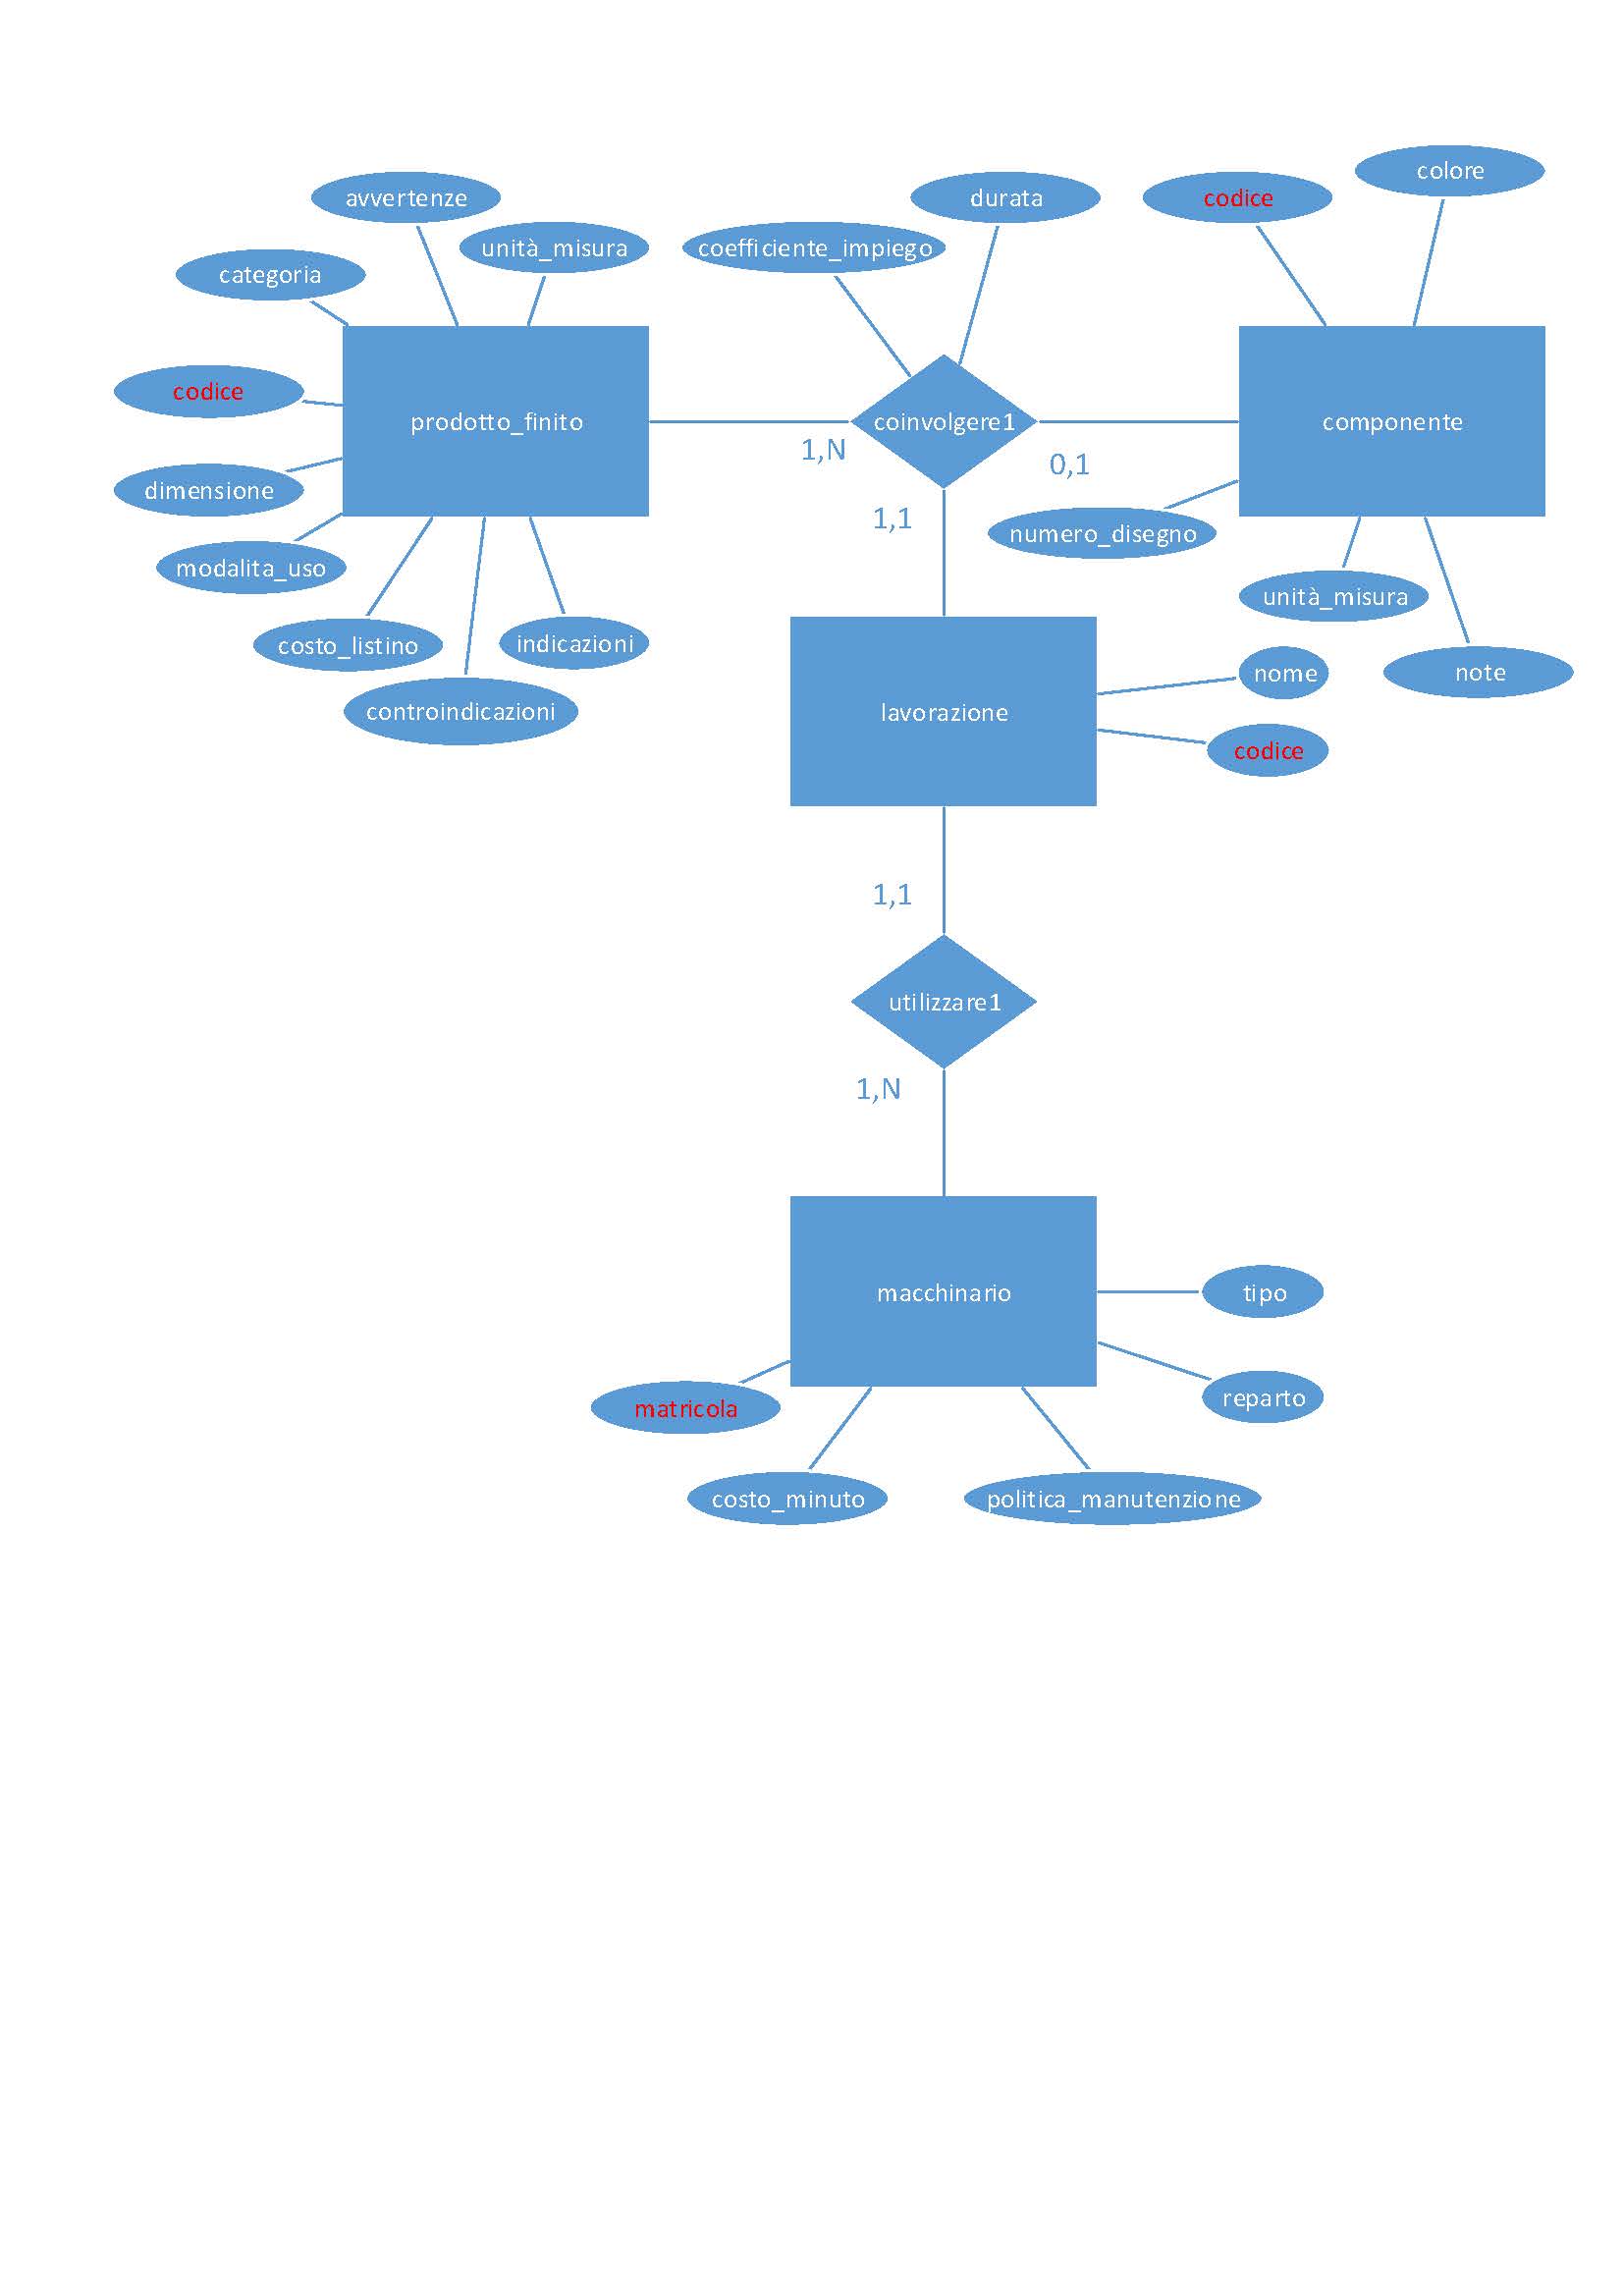 colore
avvertenze
durata
codice
unità_misura
coefficiente_impiego
categoria
codice
prodotto_finito
coinvolgere1
componente
1,N
0,1
dimensione
1,1
numero_disegno
modalita_uso
unità_misura
costo_listino
indicazioni
nome
note
controindicazioni
lavorazione
codice
1,1
utilizzare1
1,N
macchinario
tipo
reparto
matricola
costo_minuto
politica_manutenzione